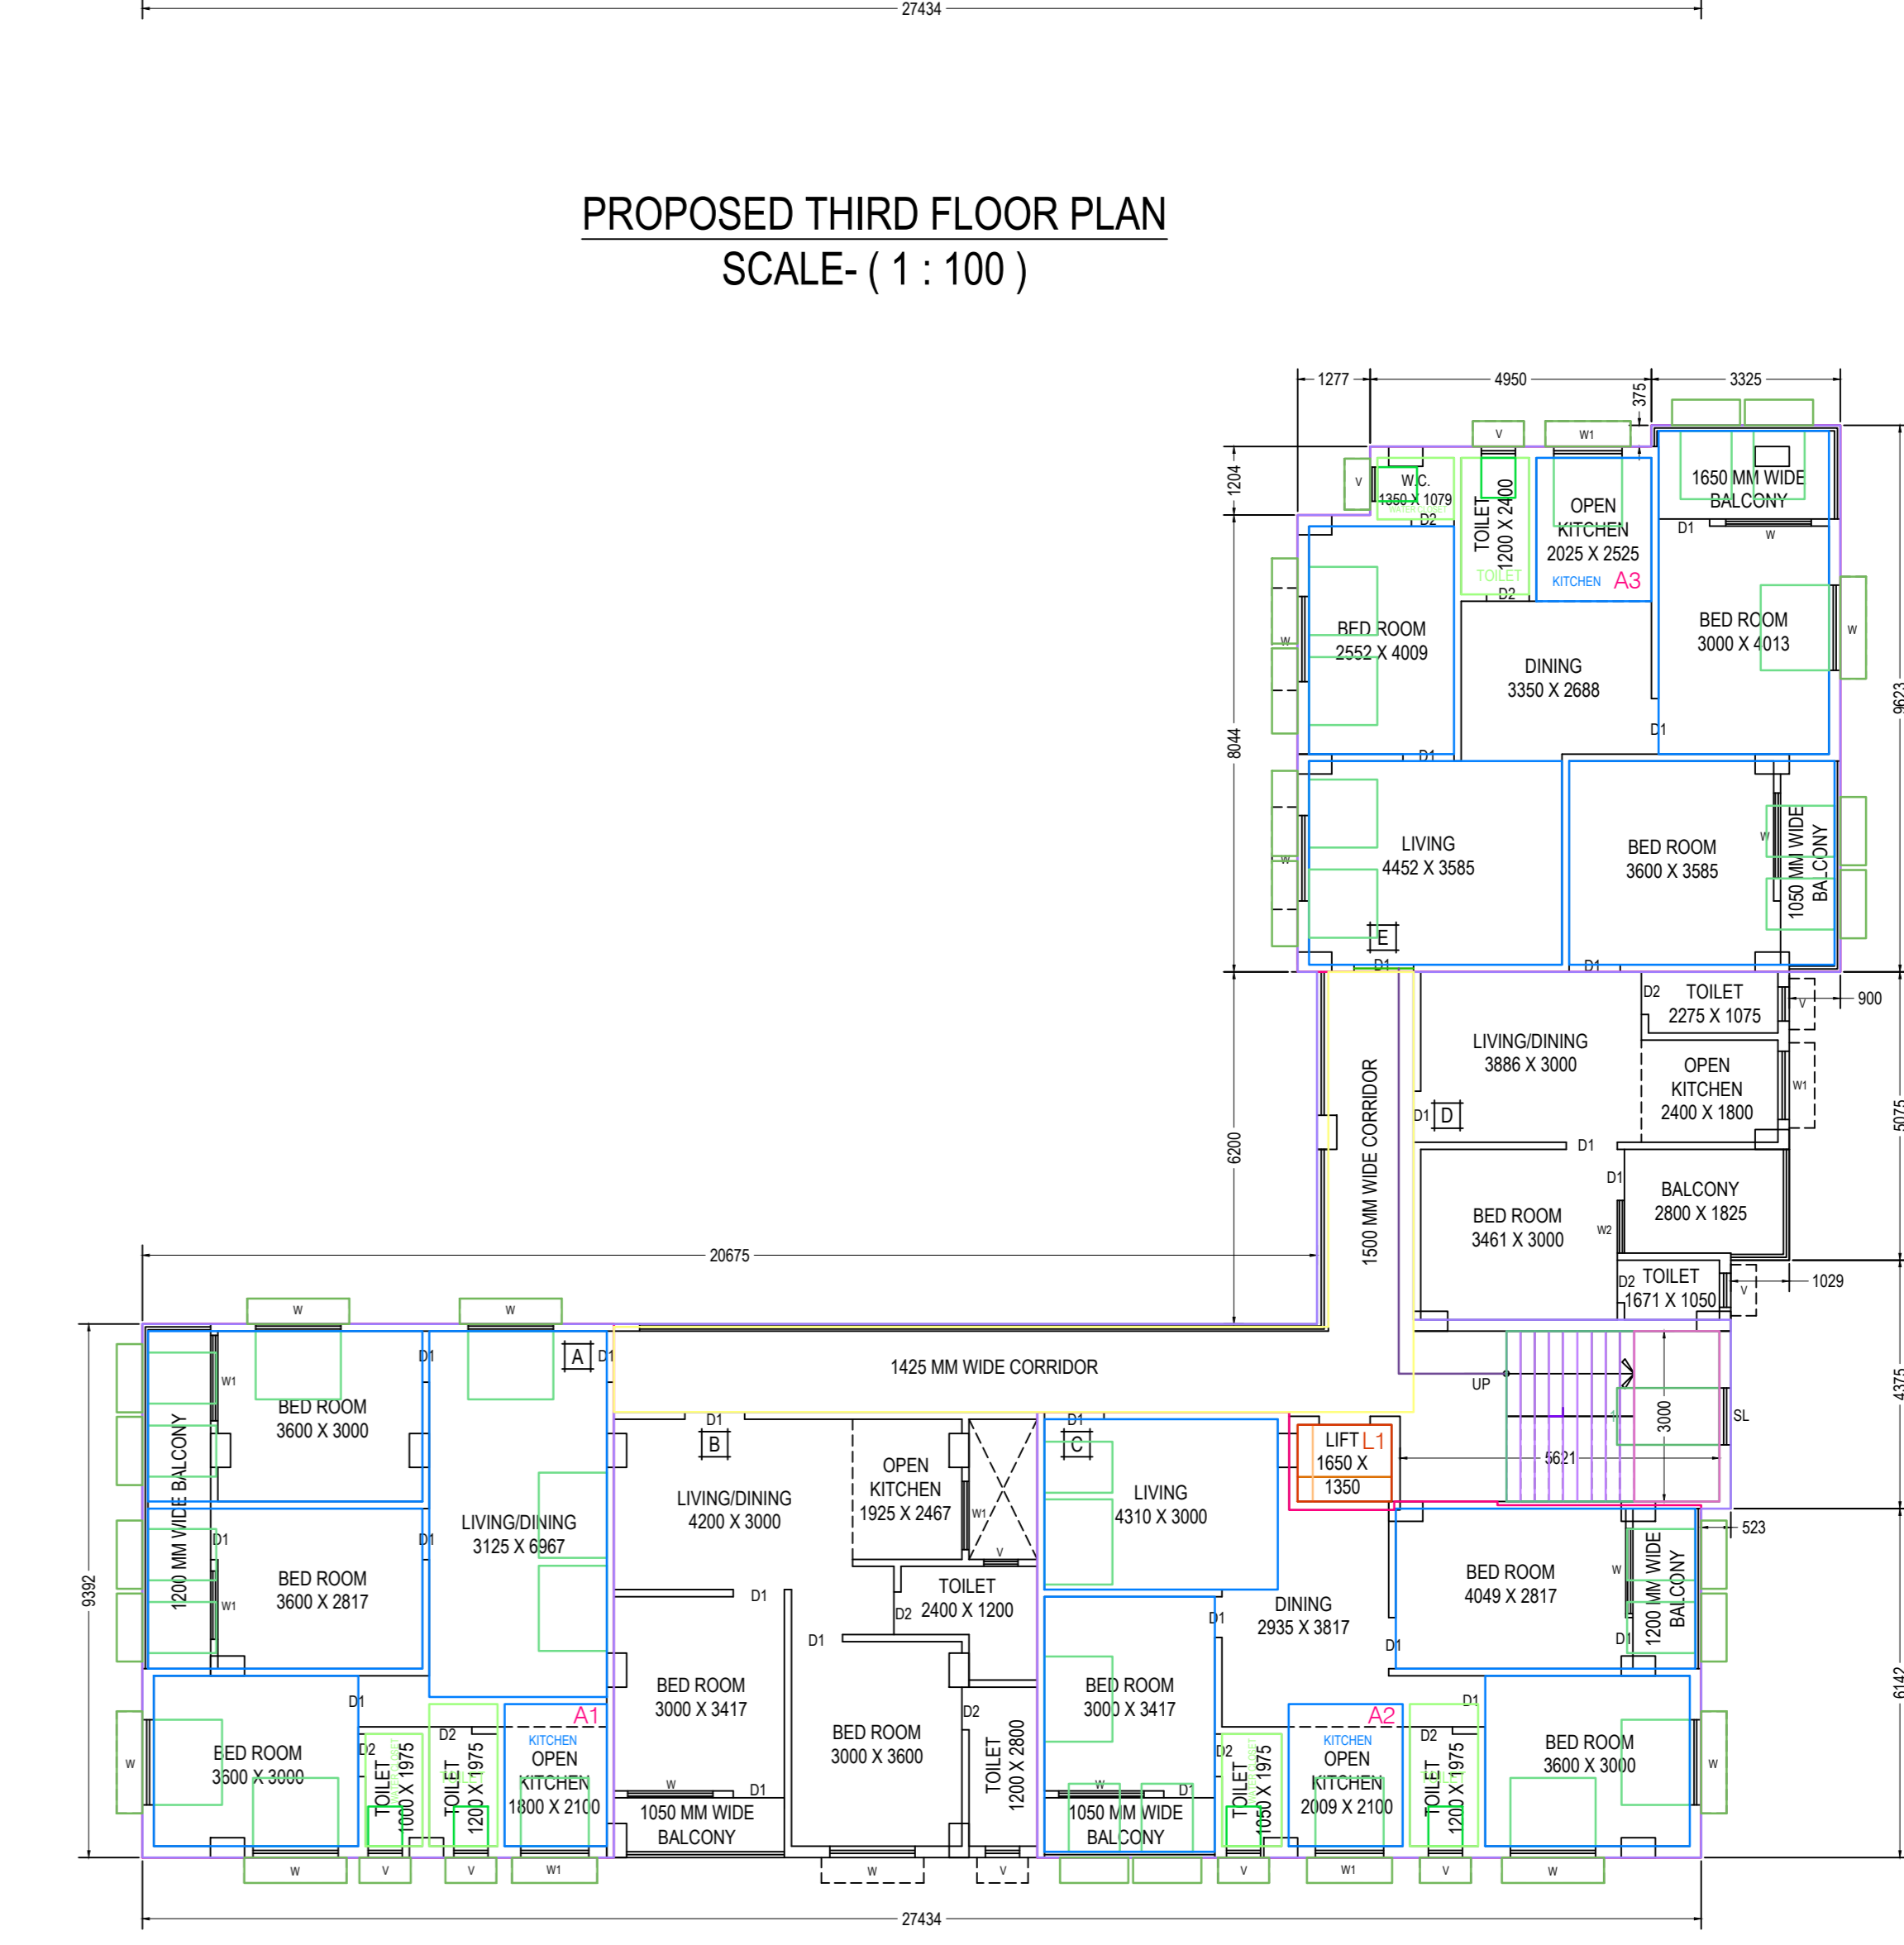 27434
PROPOSED THIRD FLOOR PLAN
SCALE- ( 1 : 100 )
1277
4950
3325
375
1204
8044
9623
V
W1
V
W.C.
1350 X 1079
D2
TOILET
1200 X 2400
TOILET
D2
OPEN
KITCHEN
2025 X 2525
KITCHEN
A3
1650 MM WIDE
BALCONY
D1
W
W
BED ROOM
2552 X 4009
DINING
3350 X 2688
BED ROOM
3000 X 4013
W
D1
D1
W
LIVING
4452 X 3585
BED ROOM
3600 X 3585
W
1050 MM WIDE
BALCONY
E
D1
D1
6200
1500 MM WIDE CORRIDOR
D2
TOILET
2275 X 1075
V
900
LIVING/DINING
3886 X 3000
OPEN
KITCHEN
2400 X 1800
W1
5075
D1
D
D1
D1
BED ROOM
3461 X 3000
W2
BALCONY
2800 X 1825
D2
TOILET
1671 X 1050
V
1029
20675
W
W
9392
W1
D1
A
D1
BED ROOM
3600 X 3000
1200 MM WIDE BALCONY
1425 MM WIDE CORRIDOR
UP
3000
5621
SL
4375
D1
B
D1
C
LIFT
L1
1650 X
1350
LIVING/DINING
3125 X 6967
D1
D1
W1
BED ROOM
3600 X 2817
LIVING/DINING
4200 X 3000
OPEN
KITCHEN
1925 X 2467
W1
V
LIVING
4310 X 3000
523
BED ROOM
4049 X 2817
W
D1
1200 MM WIDE
BALCONY
D1
D1
D2
TOILET
2400 X 1200
D1
DINING
2935 X 3817
D1
6142
D1
BED ROOM
3000 X 3417
D2
BED ROOM
3000 X 3417
D1
A1
A2
W
BED ROOM
3600 X 3000
D2
TOILET
1000 X 1975
D2
TOILET
1200 X 1975
KITCHEN
OPEN
KITCHEN
1800 X 2100
BED ROOM
3000 X 3600
TOILET
1200 X 2800
D2
TOILET
1050 X 1975
KITCHEN
OPEN
KITCHEN
2009 X 2100
D2
TOILET
1200 X 1975
BED ROOM
3600 X 3000
W
W
D1
1050 MM WIDE
BALCONY
W
D1
1050 MM WIDE
BALCONY
W
V
V
W1
W
V
V
W1
V
W
27434